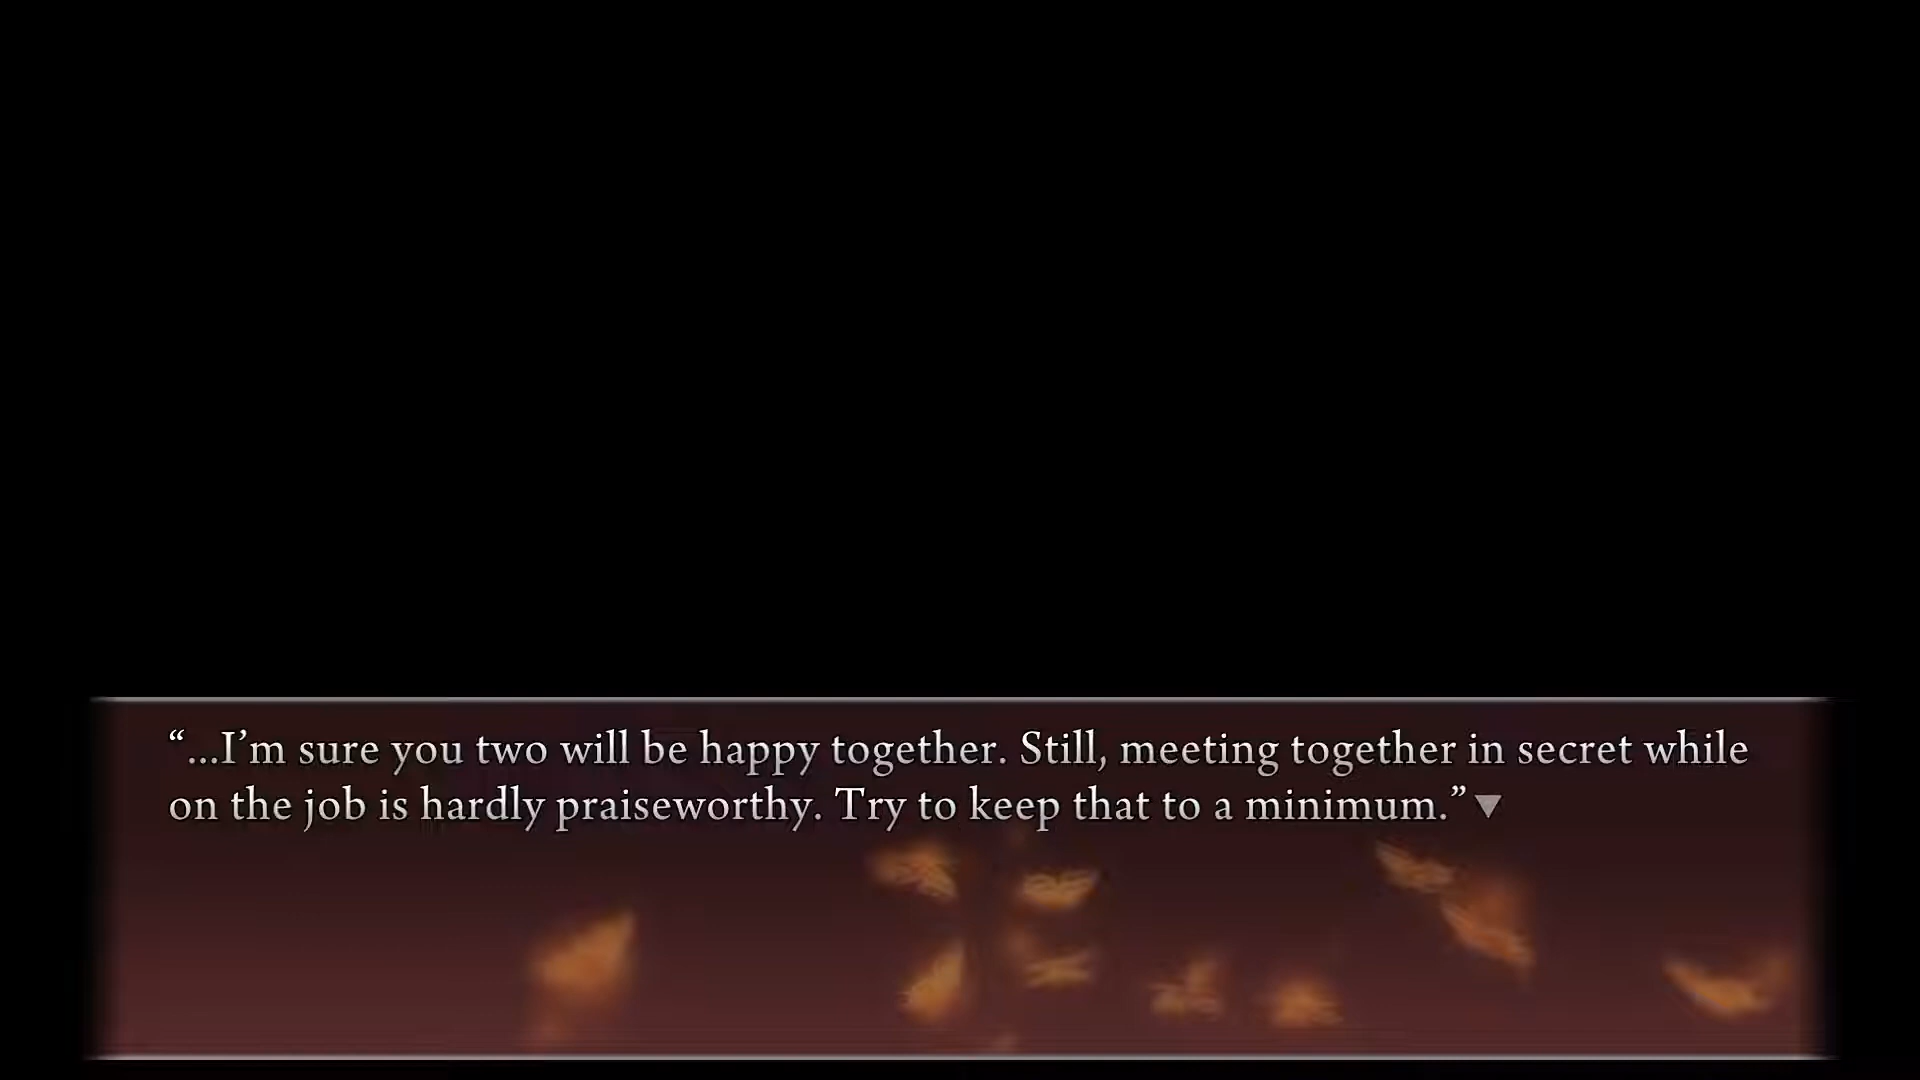 “...I’m sure you two will be happy together. Still, meeting together in secret while
on the job is hardly praiseworthy. Try to keep that to a minimum.”